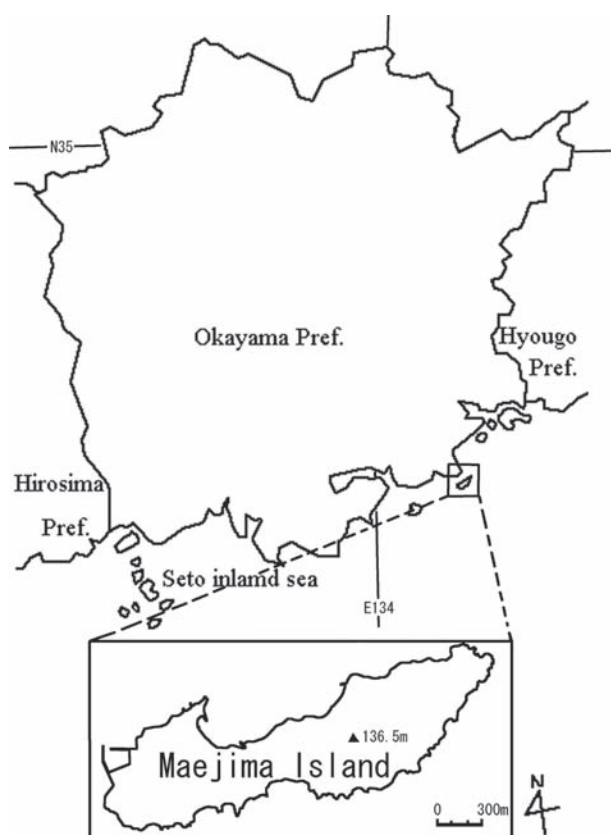 N35
Okayama Pref.
Hyougo
Pref.
Hirosima
Pref.
Seto inlamd sea
E134
▲136.5m
Maejima Island
N
0 300m